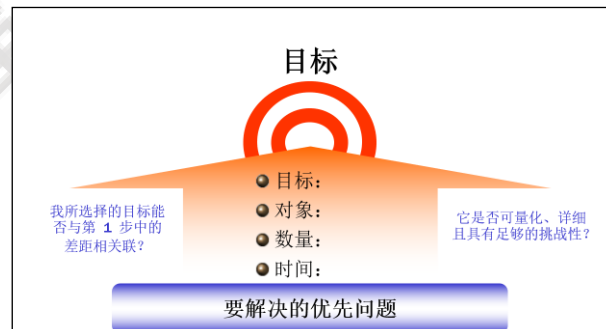 目标
目标：
对象：
数量：
时间：
我所选择的目标能
否与第 1 步中的
差距相关联？
它是否可量化、详细
且具有足够的挑战性？
要解决的优先问题